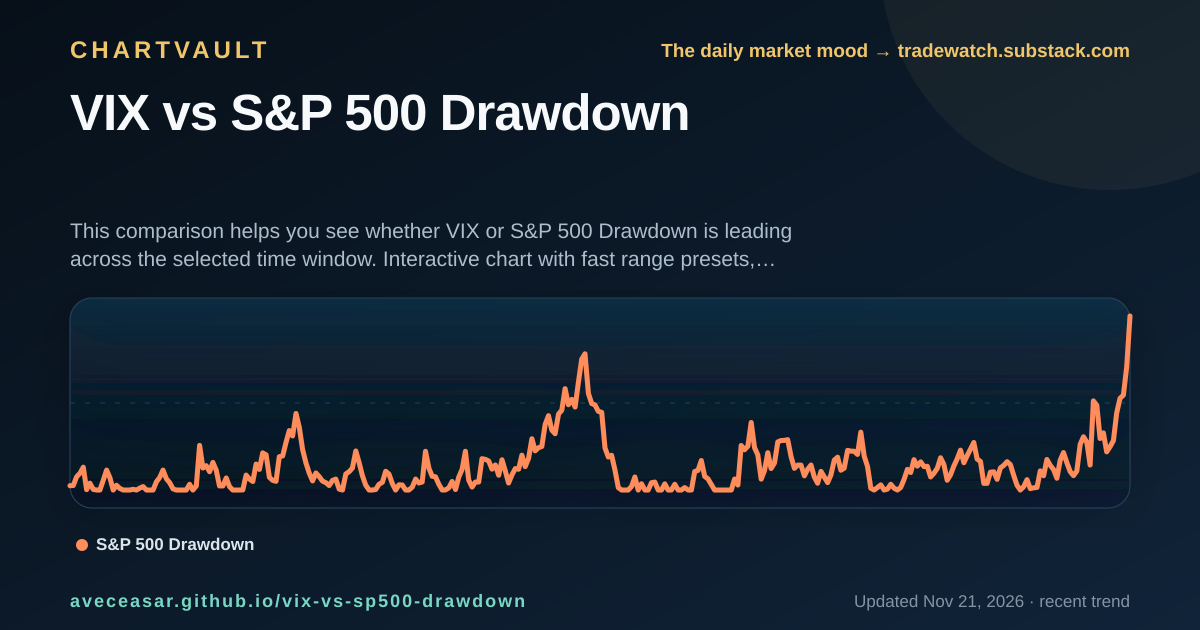 CHARTVAULT
The daily market mood → tradewatch.substack.com
VIX vs S&P 500 Drawdown
This comparison helps you see whether VIX or S&P 500 Drawdown is leading
across the selected time window. Interactive chart with fast range presets,…
S&P 500 Drawdown
aveceasar.github.io/vix-vs-sp500-drawdown
Updated Nov 21, 2026 · recent trend